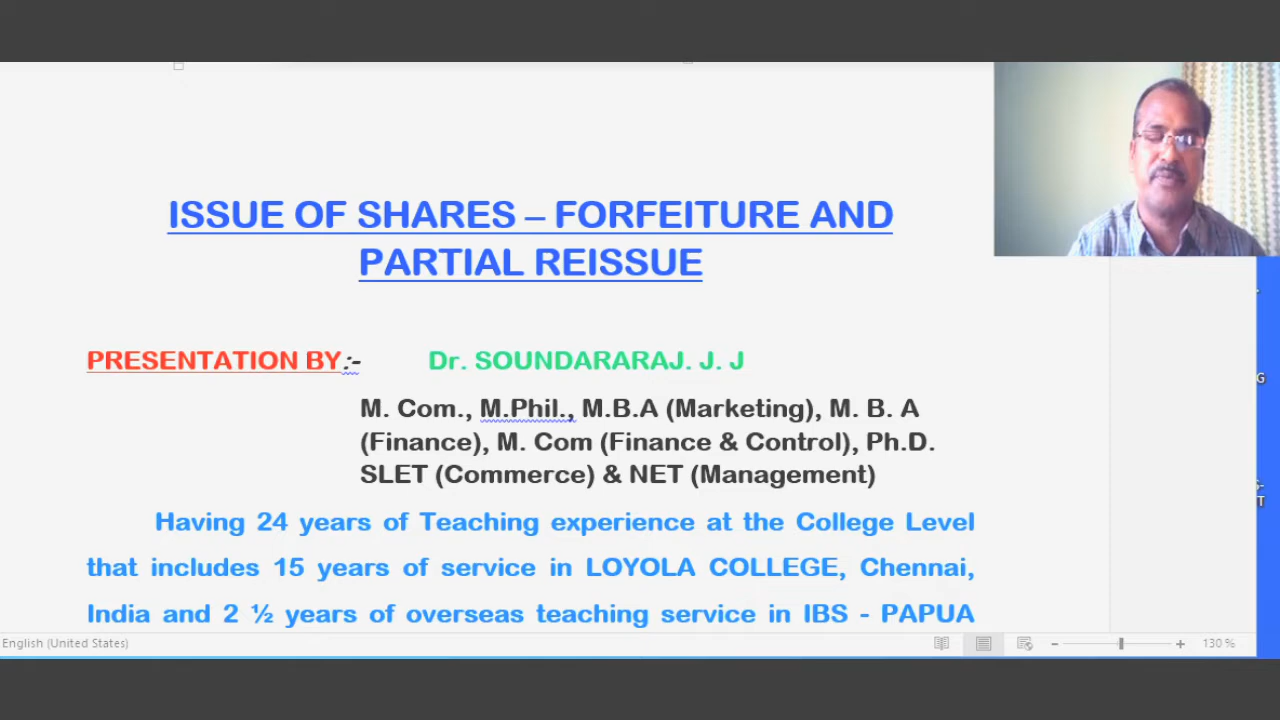 ISSUE OF SHARES – FORFEITURE AND
PARTIAL REISSUE
PRESENTATION BY:- Dr. SOUNDARARAJ. J. J
M. Com., M.Phil., M.B.A (Marketing), M. B. A
(Finance), M. Com (Finance & Control), Ph.D.
SLET (Commerce) & NET (Management)
Having 24 years of Teaching experience at the College Level
that includes 15 years of service in LOYOLA COLLEGE, Chennai,
India and 2 ½ years of overseas teaching service in IBS - PAPUA
English (United States) 130 %